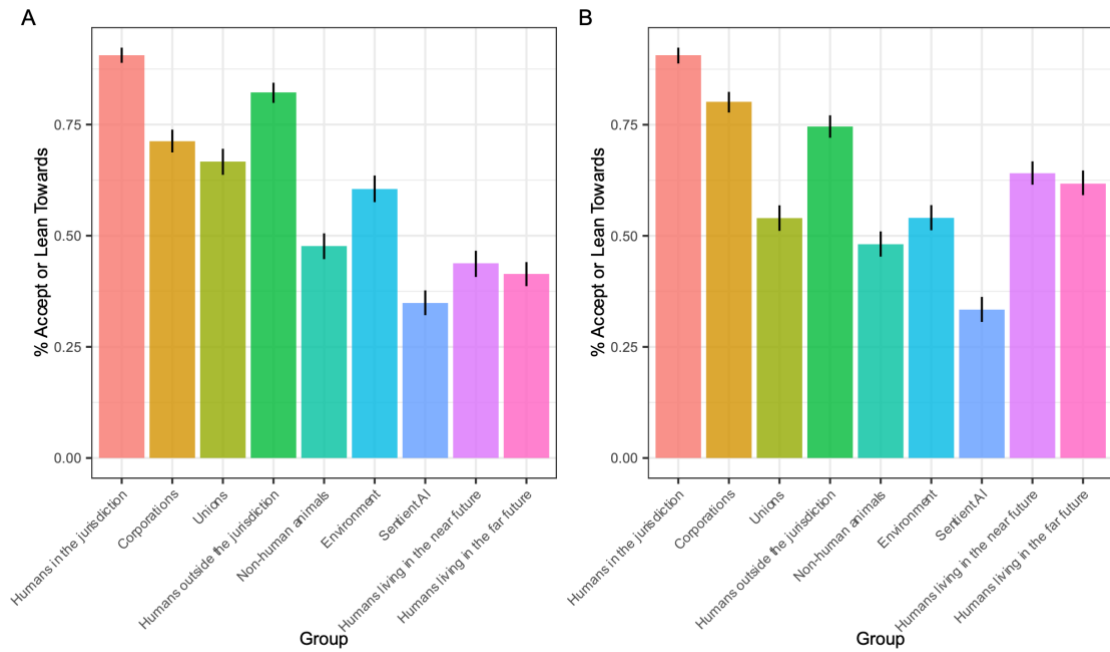 A
% Accept or Lean Towards
0.75
0.50
0.25
0.00
Humans in the jurisdiction
Corporations
Unions
Humans outside the jurisdiction
Non-human animals
Environment
Sentient AI
Humans living in the near future
Humans living in the far future
Group
B
% Accept or Lean Towards
0.75
0.50
0.25
0.00
Humans in the jurisdiction
Corporations
Unions
Humans outside the jurisdiction
Non-human animals
Environment
Sentient AI
Humans living in the near future
Humans living in the far future
Group